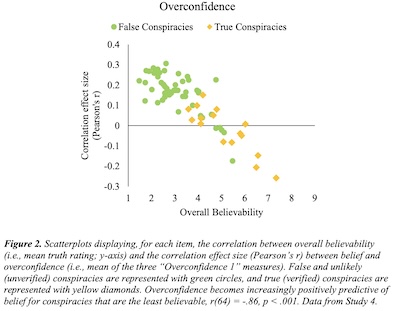 Overconfidence
False Conspiracies True Conspiracies
0.4
0.3
0.2
0.1
0
-0.1
-0.2
-0.3
Correlation effect size
(Pearson's r)
1 2 3 4 5 6 7 8 9
Overall Believability
Figure 2. Scatterplots displaying, for each item, the correlation between overall believability
(i.e., mean truth rating; y-axis) and the correlation effect size (Pearson's r) between belief and
overconfidence (i.e., mean of the three "Overconfidence 1" measures). False and unlikely
(unverified) conspiracies are represented with green circles, and true (verified) conspiracies are
represented with yellow diamonds. Overconfidence becomes increasingly positively predictive of
belief for conspiracies that are the least believable, r(64) = -.86, p < .001. Data from Study 4.